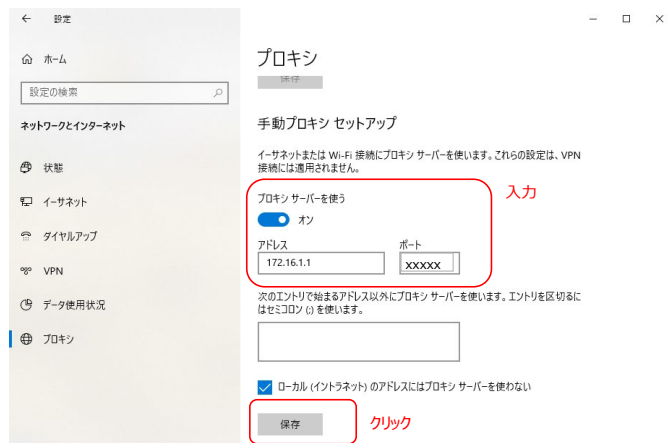 設定
ホーム
設定の検索
ネットワークとインターネット
状態
イーサネット
ダイヤルアップ
VPN
データ使用状況
プロキシ
プロキシ
保存
手動プロキシ セットアップ
イーサネットまたは Wi-Fi 接続にプロキシ サーバーを使います。これらの設定は、VPN
接続には適用されません。
プロキシ サーバーを使う
オン
入力
アドレス ポート
172.16.1.1 xxxxx
次のエントリで始まるアドレス以外にプロキシ サーバーを使います。エントリを区切るに
はセミコロン (;) を使います。
ローカル (イントラネット) のアドレスにはプロキシ サーバーを使わない
保存 クリック